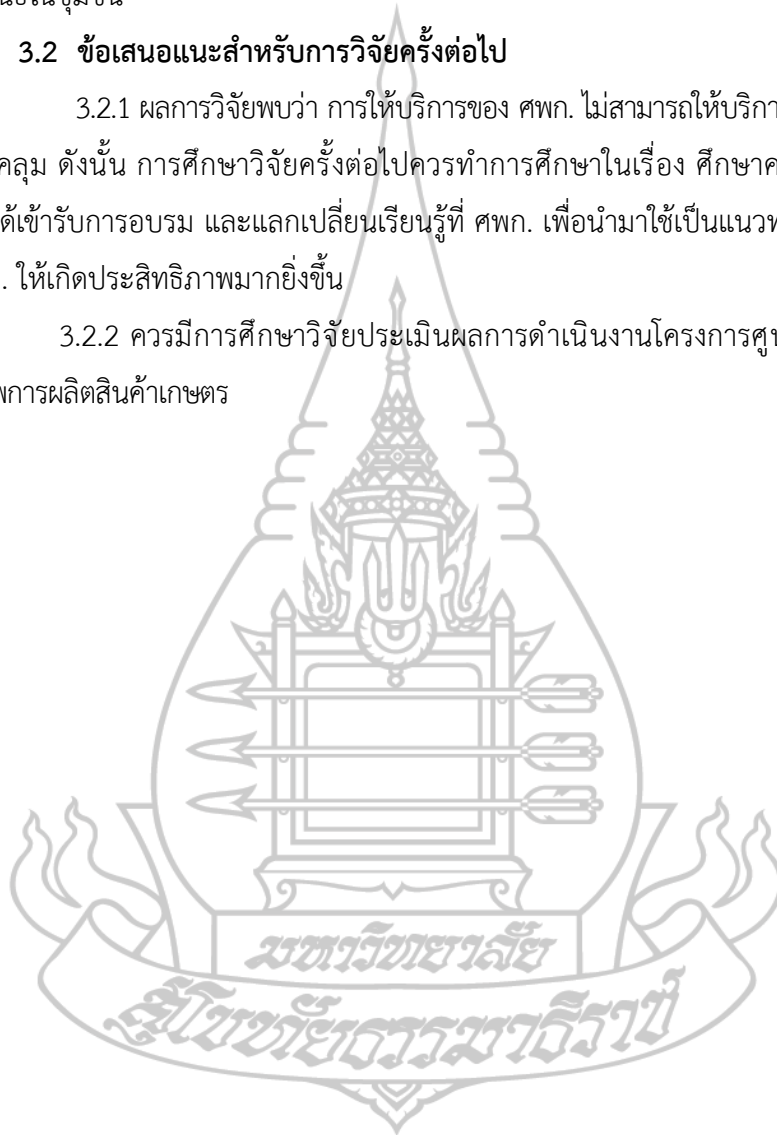 3.2 ข้อเสนอแนะสำหรับการวิจัยครั้งต่อไป
3.2.1 ผลการวิจัยพบว่า การให้บริการของ ศพก. ไม่สามารถให้บริกา
คลุม ดังนั้น การศึกษาวิจัยครั้งต่อไปควรทำการศึกษาในเรื่อง ศึกษาค
ด้เข้ารับการอบรม และแลกเปลี่ยนเรียนรู้ที่ ศพก. เพื่อนำมาใช้เป็นแนวท
. ให้เกิดประสิทธิภาพมากยิ่งขึ้น
3.2.2 ควรมีการศึกษาวิจัยประเมินผลการดำเนินงานโครงการศู
พการผลิตสินค้าเกษตร
มหาวิทยาลัย
สุโขทัยธรรมาธิราช